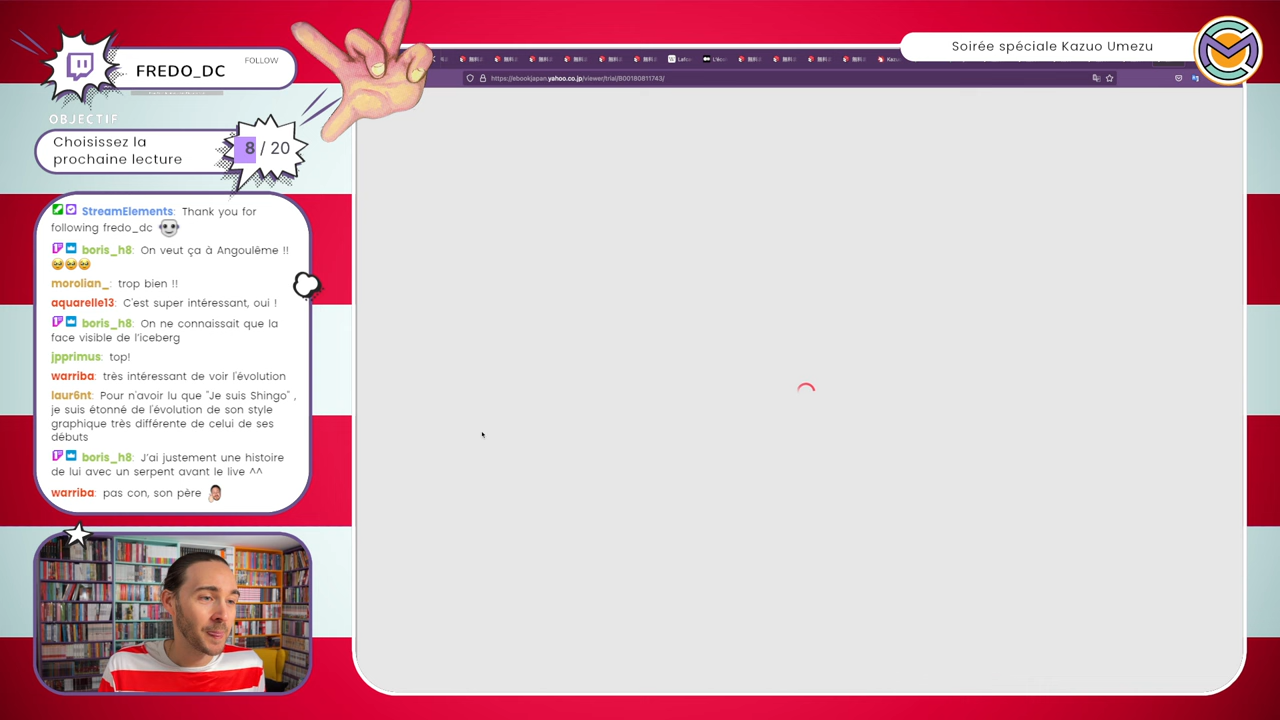 FREDO_DC
FOLLOW
OBJECTIF
Choisissez la
prochaine lecture
8 / 20
StreamElements: Thank you for
following fredo_dc
boris_h8: On veut ça à Angoulême !!
morolian_: trop bien !!
aquarelle13: C'est super intéressant, oui !
boris_h8: On ne connaissait que la
face visible de l'iceberg
jpprimus: top!
warriba: très intéressant de voir l'évolution
laur6nt: Pour n'avoir lu que "Je suis Shingo" ,
je suis étonné de l'évolution de son style
graphique très différente de celui de ses
débuts
boris_h8: J'ai justement une histoire
de lui avec un serpent avant le live ^^
warriba: pas con, son père
Soirée spéciale Kazuo Umezu
https://ebookjapan.yahoo.co.jp/viewer/trial/B00180811743/